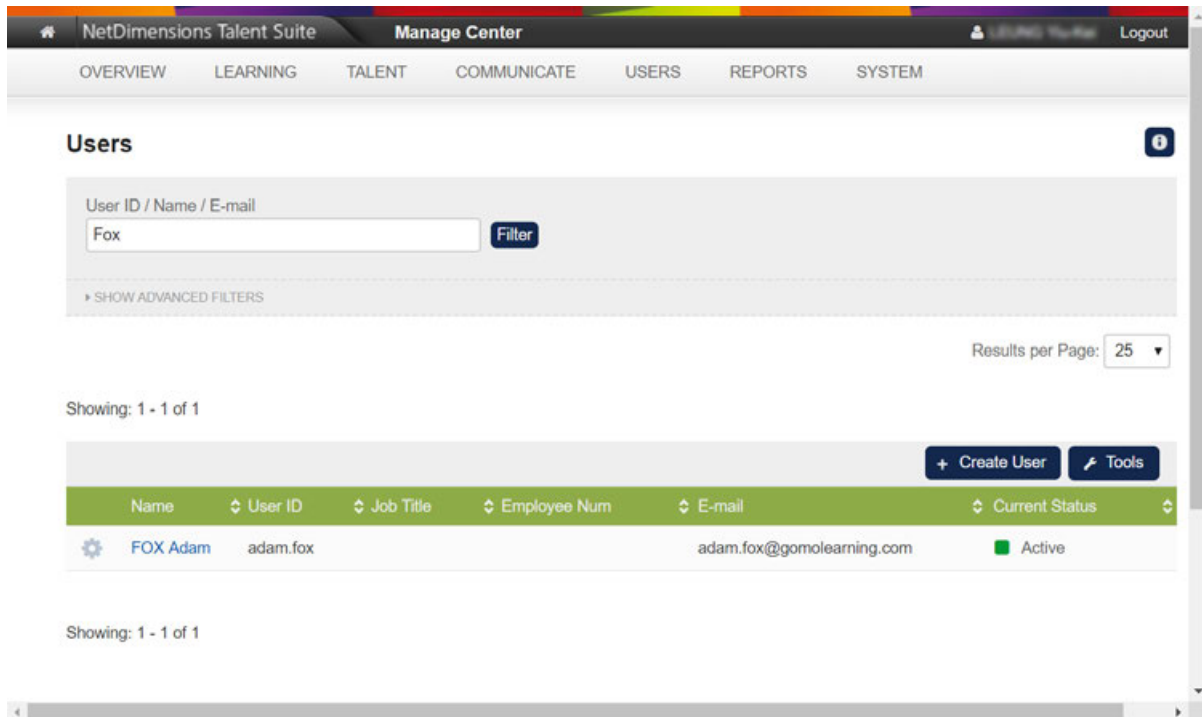 NetDimensions Talent Suite Manage Center Logout
OVERVIEW LEARNING TALENT COMMUNICATE USERS REPORTS SYSTEM
Users
User ID / Name / E-mail
Fox Filter
SHOW ADVANCED FILTERS
Results per Page: 25
Showing: 1 - 1 of 1
+ Create User Tools
Name User ID Job Title Employee Num E-mail Current Status
FOX Adam adam.fox adam.fox@gomolearning.com Active
Showing: 1 - 1 of 1